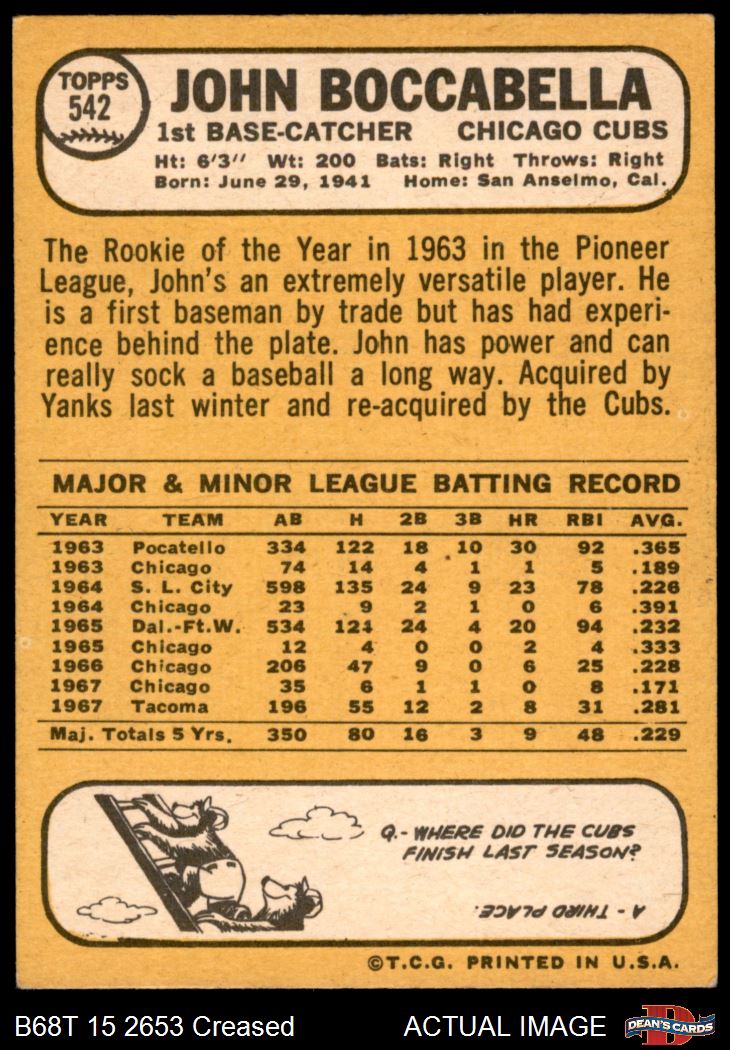 TOPPS
542
JOHN BOCCABELLA
1st BASE-CATCHER CHICAGO CUBS
Ht: 6'3'' Wt: 200 Bats: Right Throws: Right
Born: June 29, 1941 Home: San Anselmo, Cal.
The Rookie of the Year in 1963 in the Pioneer
League, John's an extremely versatile player. He
is a first baseman by trade but has had experi-
ence behind the plate. John has power and can
really sock a baseball a long way. Acquired by
Yanks last winter and re-acquired by the Cubs.
MAJOR & MINOR LEAGUE BATTING RECORD
YEAR TEAM AB H 2B 3B HR RBI AVG.
1963 Pocatello 334 122 18 10 30 92 .365
1963 Chicago 74 14 4 1 1 5 .189
1964 S. L. City 598 135 24 9 23 78 .226
1964 Chicago 23 9 2 1 0 6 .391
1965 Dal.-Ft.W. 534 124 24 4 20 94 .232
1965 Chicago 12 4 0 0 2 4 .333
1966 Chicago 206 47 9 0 6 25 .228
1967 Chicago 35 6 1 1 0 8 .171
1967 Tacoma 196 55 12 2 8 31 .281
Maj. Totals 5 Yrs. 350 80 16 3 9 48 .229
Q.- WHERE DID THE CUBS
FINISH LAST SEASON?
A - THIRD PLACE.
©T.C.G. PRINTED IN U.S.A.
B68T 15 2653 Creased ACTUAL IMAGE
D
DEAN'S CARDS